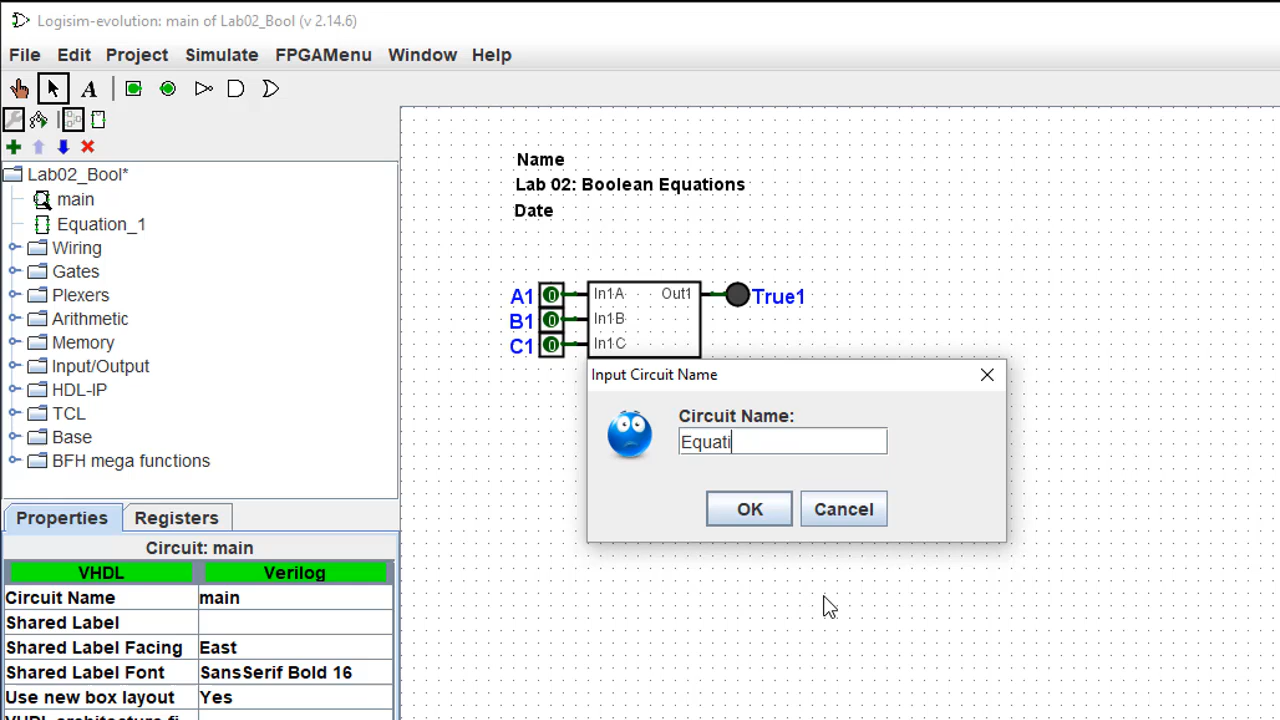 Logisim-evolution: main of Lab02_Bool (v 2.14.6)
File Edit Project Simulate FPGAMenu Window Help
A
Lab02_Bool*
main
Equation_1
Wiring
Gates
Plexers
Arithmetic
Memory
Input/Output
HDL-IP
TCL
Base
BFH mega functions
Properties Registers
Circuit: main
VHDL Verilog
Circuit Name main
Shared Label
Shared Label Facing East
Shared Label Font SansSerif Bold 16
Use new box layout Yes
Name
Lab 02: Boolean Equations
Date
A1 0 In1A Out1 True1
B1 0 In1B
C1 0 In1C
Input Circuit Name
Circuit Name:
Equati
OK Cancel